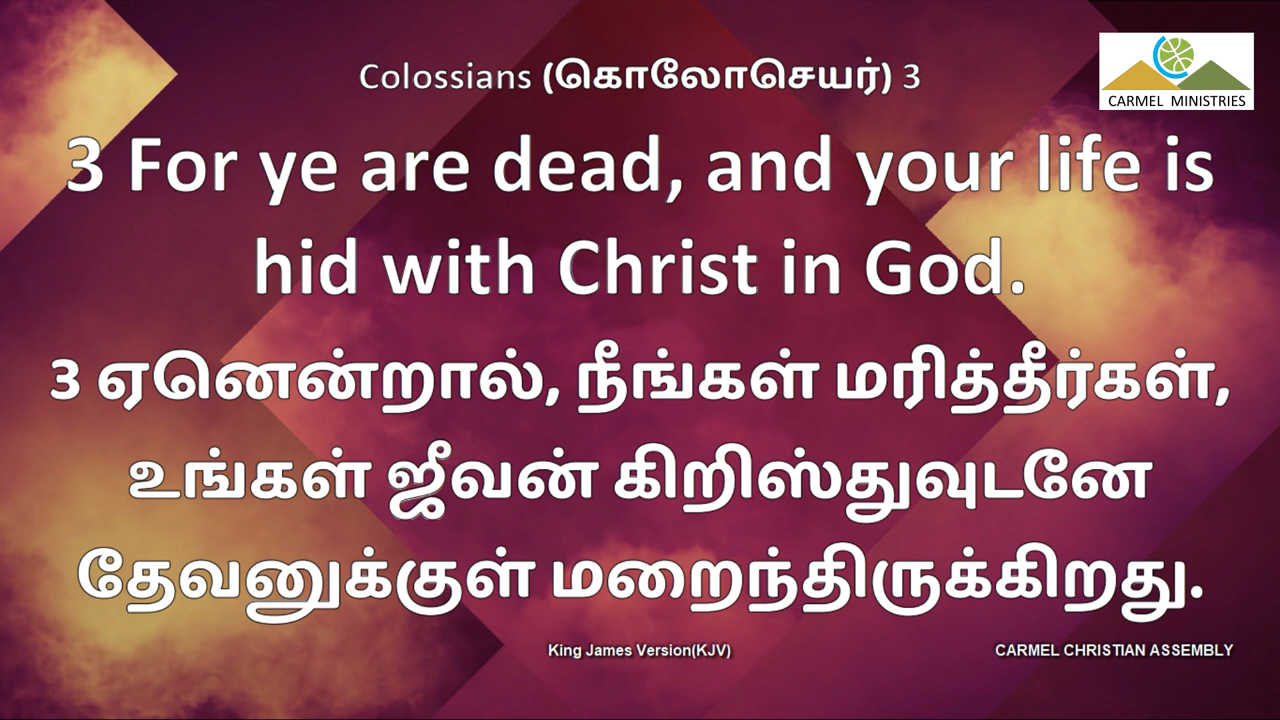 Colossians (கொலோசெயர்) 3
CARMEL MINISTRIES
3 For ye are dead, and your life is
hid with Christ in God.
3 ஏனென்றால், நீங்கள் மரித்தீர்கள்,
உங்கள் ஜீவன் கிறிஸ்துவுடனே
தேவனுக்குள் மறைந்திருக்கிறது.
King James Version(KJV)
CARMEL CHRISTIAN ASSEMBLY